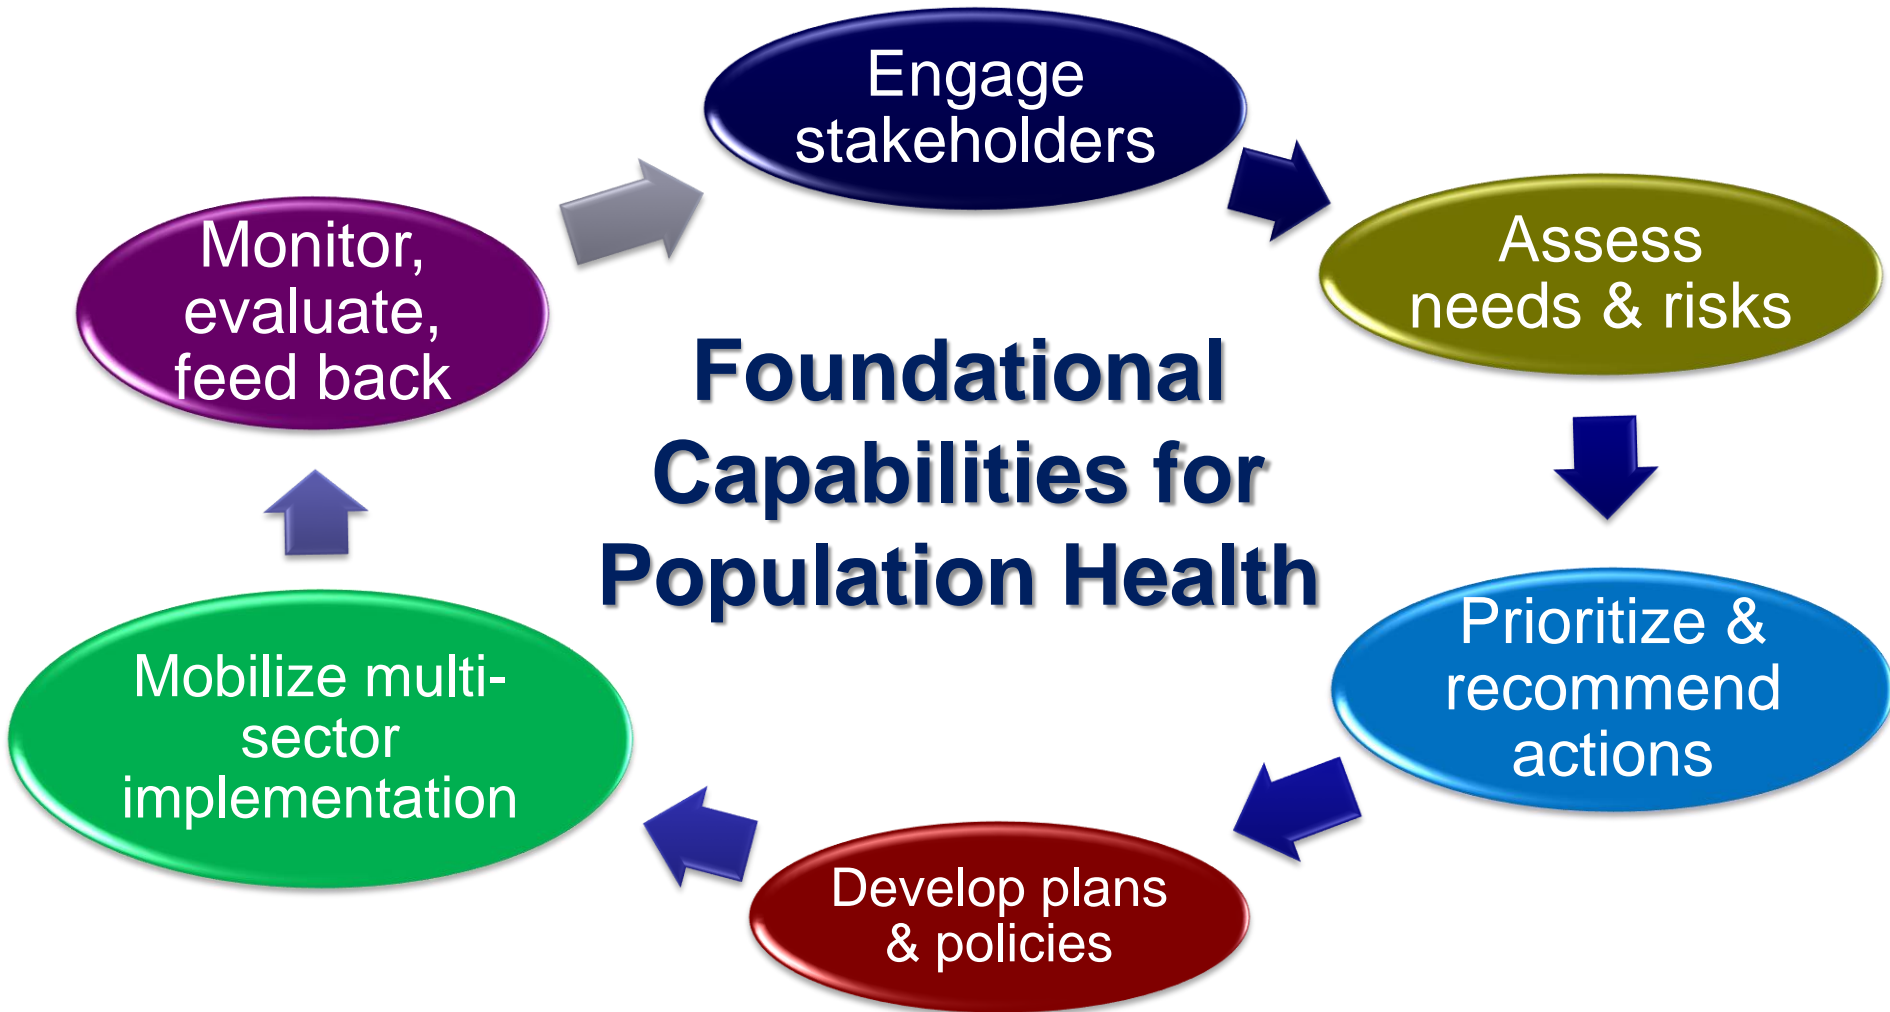 Engage
stakeholders
Assess
needs & risks
Prioritize &
recommend
actions
Develop plans
& policies
Mobilize multi-
sector
implementation
Monitor,
evaluate,
feed back
Foundational
Capabilities for
Population Health